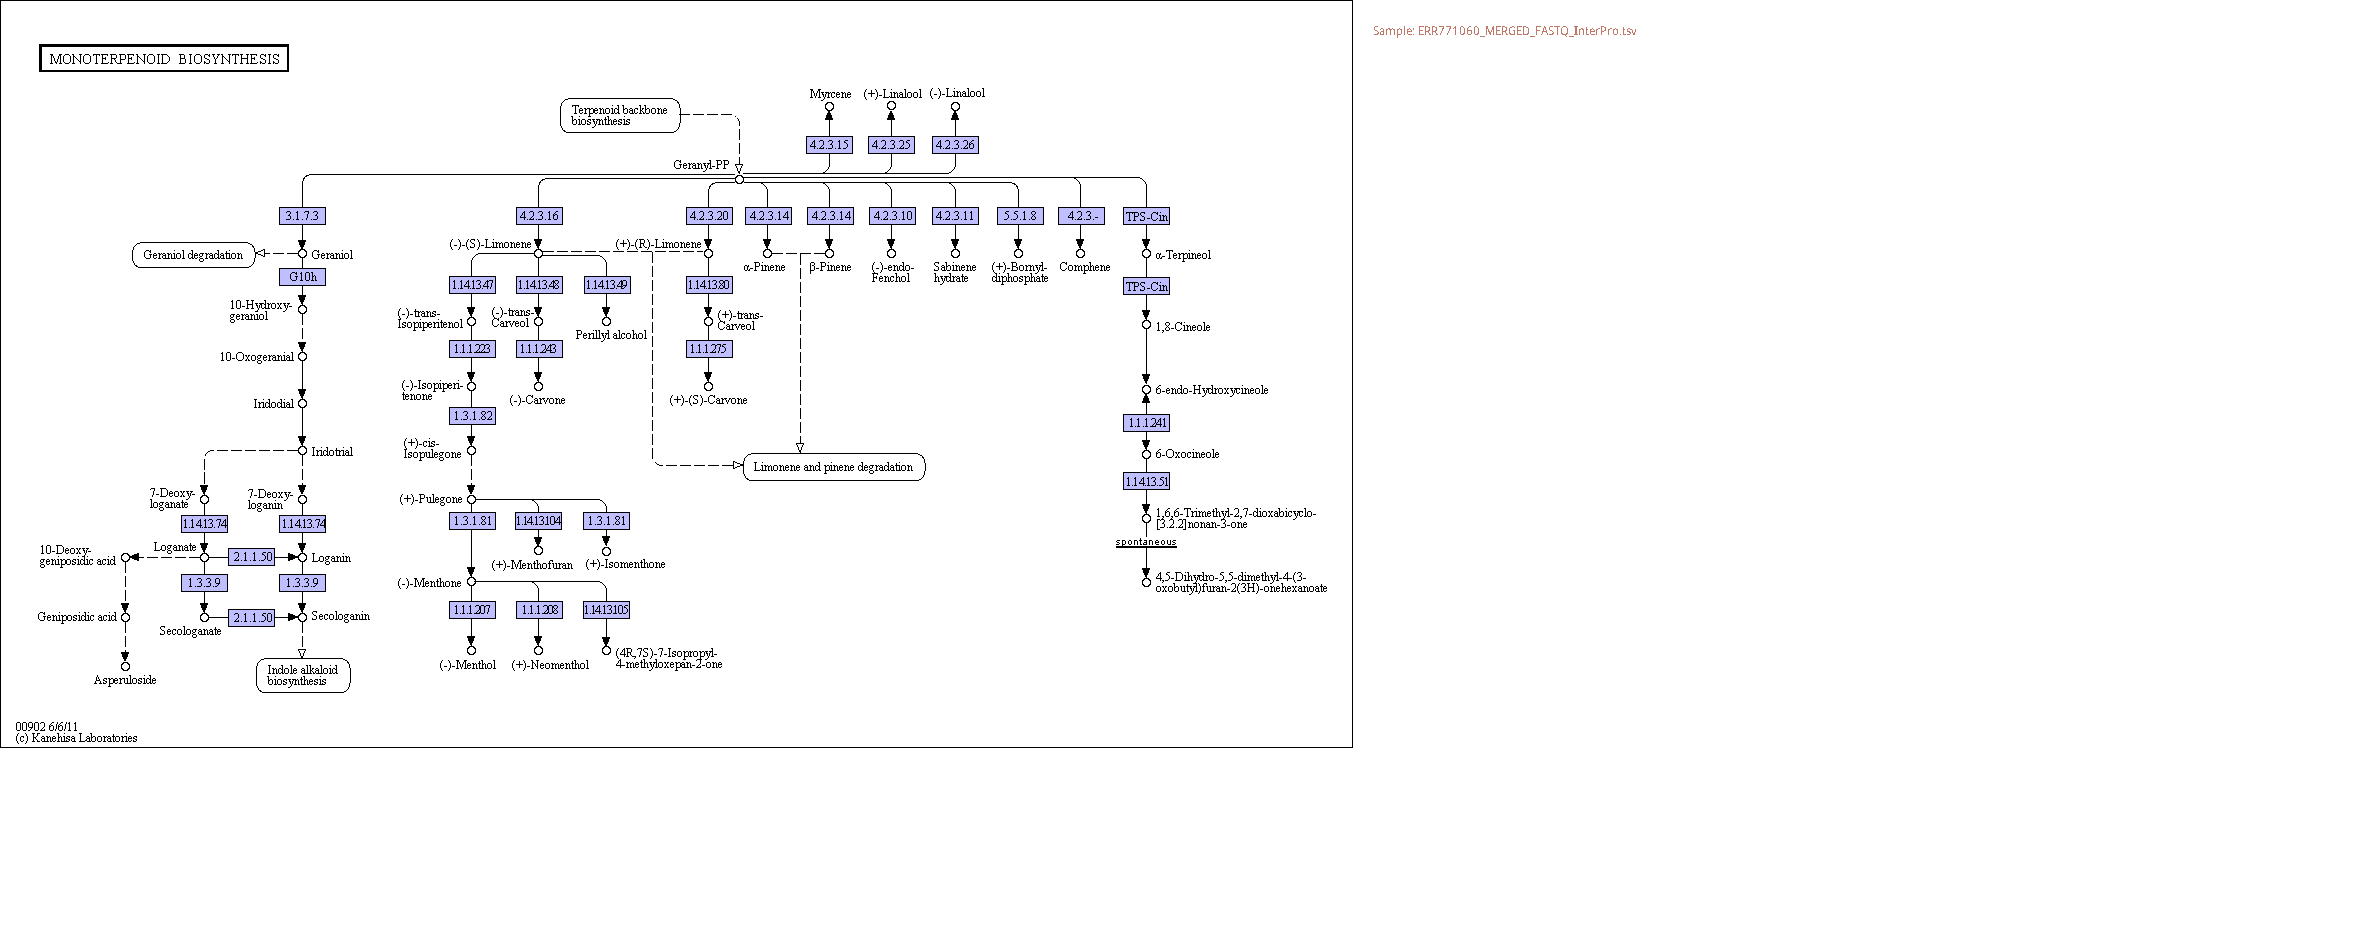 MONOTERPENOID BIOSYNTHESIS
Sample: ERR771060_MERGED_FASTQ_InterPro.tsv
Myrcene
(+)-Linalool
(-)-Linalool
Terpenoid backbone
biosynthesis
4.2.3.15
4.2.3.25
4.2.3.26
Geranyl-PP
3.1.7.3
4.2.3.16
4.2.3.20
4.2.3.14
4.2.3.14
4.2.3.10
4.2.3.11
5.5.1.8
4.2.3.-
TPS-Cin
Geraniol degradation
Geraniol
(-)-(S)-Limonene
(+)-(R)-Limonene
α-Pinene
β-Pinene
(-)-endo-
Fenchol
Sabinene
hydrate
(+)-Bornyl-
diphosphate
Comphene
α-Terpineol
G10h
1.14.13.47
1.14.13.48
1.14.13.49
1.14.13.80
TPS-Cin
10-Hydroxy-
geraniol
(-)-trans-
Isopiperitenol
(-)-trans-
Carveol
Perillyl alcohol
(+)-trans-
Carveol
1,8-Cineole
10-Oxogeranial
1.1.1.223
1.1.1.243
1.1.1.275
(-)-Isopiperi-
tenone
(-)-Carvone
(+)-(S)-Carvone
6-endo-Hydroxycineole
Iridodial
1.3.1.82
1.1.1.241
(+)-cis-
Isopulegone
Iridotrial
6-Oxocineole
Limonene and pinene degradation
1.14.13.51
7-Deoxy-
loganate
7-Deoxy-
loganin
(+)-Pulegone
1.14.13.74
1.14.13.74
1.3.1.81
1.14.13.104
1.3.1.81
1,6,6-Trimethyl-2,7-dioxabicyclo-
[3.2.2]nonan-3-one
spontaneous
10-Deoxy-
geniposidic acid
Loganate
2.1.1.50
Loganin
(+)-Menthofuran
(+)-Isomenthone
1.3.3.9
1.3.3.9
(-)-Menthone
4,5-Dihydro-5,5-dimethyl-4-(3-
oxobutyl)furan-2(3H)-onehexanoate
1.1.1.207
1.1.1.208
1.14.13.105
Geniposidic acid
Secologanate
2.1.1.50
Secologanin
(-)-Menthol
(+)-Neomenthol
(4R,7S)-7-Isopropyl-
4-methyloxepan-2-one
Asperuloside
Indole alkaloid
biosynthesis
00902 6/6/11
(c) Kanehisa Laboratories